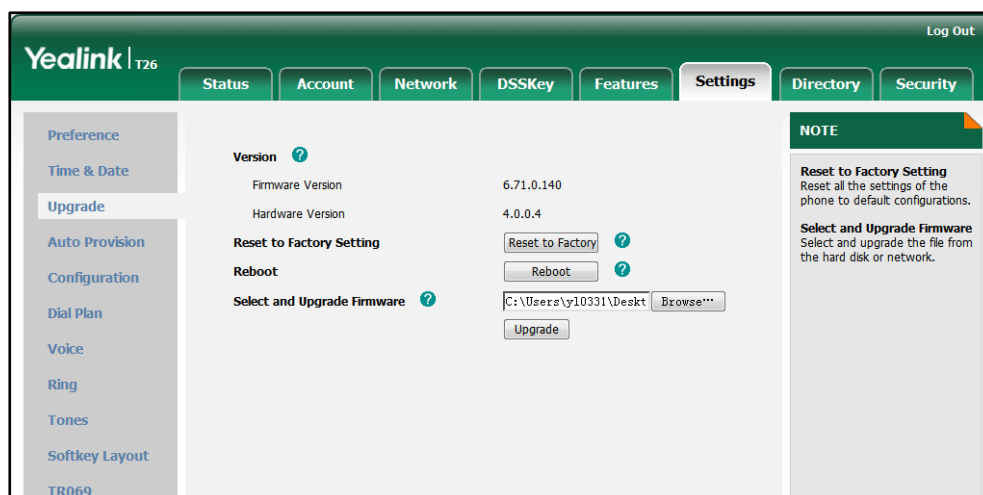 Log Out
Yealink | T26
Status Account Network DSSKey Features Settings Directory Security
Preference
Time & Date
Upgrade
Auto Provision
Configuration
Dial Plan
Voice
Ring
Tones
Softkey Layout
TR069
Version ?
Firmware Version 6.71.0.140
Hardware Version 4.0.0.4
Reset to Factory Setting Reset to Factory ?
Reboot Reboot ?
Select and Upgrade Firmware ? C:\Users\yl0331\Deskt Browse…
Upgrade
NOTE
Reset to Factory Setting
Reset all the settings of the
phone to default configurations.
Select and Upgrade Firmware
Select and upgrade the file from
the hard disk or network.